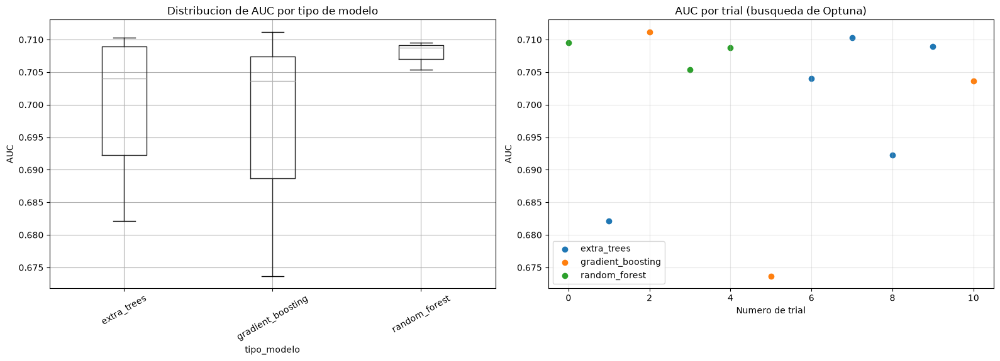 Distribucion de AUC por tipo de modelo
AUC
0.710
0.705
0.700
0.695
0.690
0.685
0.680
0.675
extra_trees
gradient_boosting
random_forest
tipo_modelo
AUC por trial (busqueda de Optuna)
AUC
0.710
0.705
0.700
0.695
0.690
0.685
0.680
0.675
extra_trees
gradient_boosting
random_forest
0 2 4 6 8 10
Numero de trial